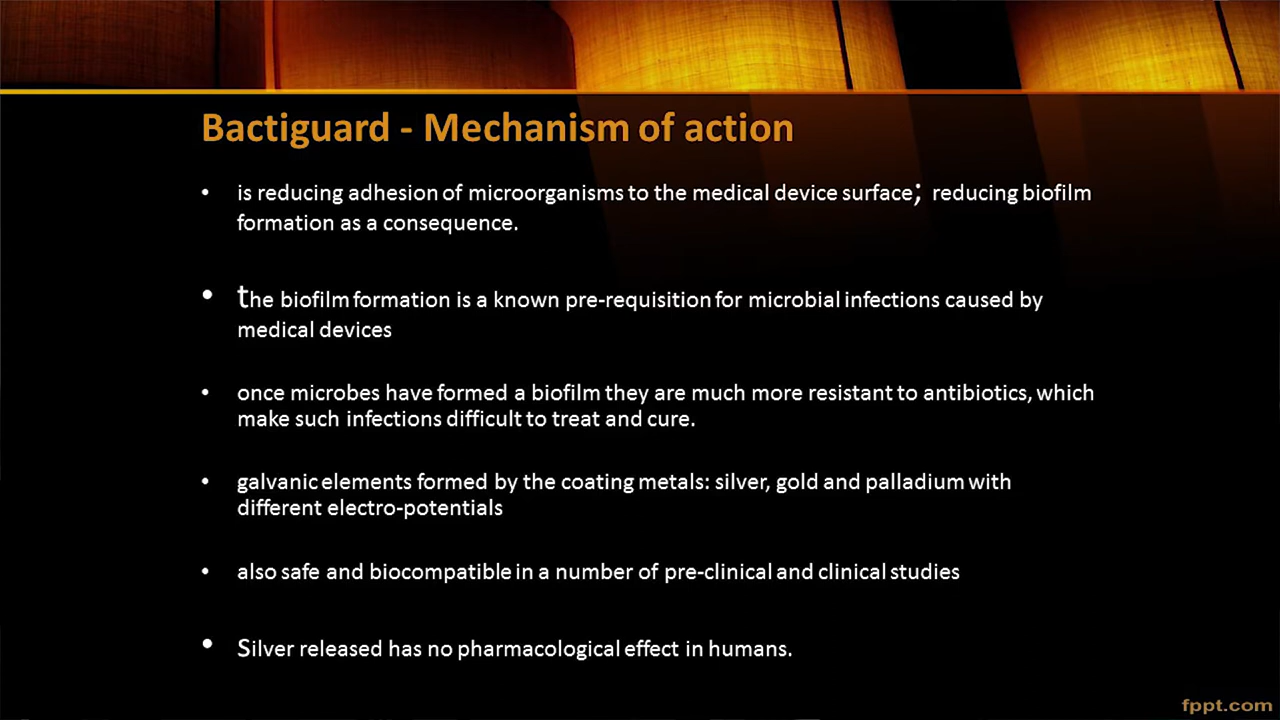 Bactiguard - Mechanism of action
• is reducing adhesion of microorganisms to the medical device surface; reducing biofilm
formation as a consequence.
• the biofilm formation is a known pre-requisition for microbial infections caused by
medical devices
• once microbes have formed a biofilm they are much more resistant to antibiotics, which
make such infections difficult to treat and cure.
• galvanic elements formed by the coating metals: silver, gold and palladium with
different electro-potentials
• also safe and biocompatible in a number of pre-clinical and clinical studies
• Silver released has no pharmacological effect in humans.
fppt.com